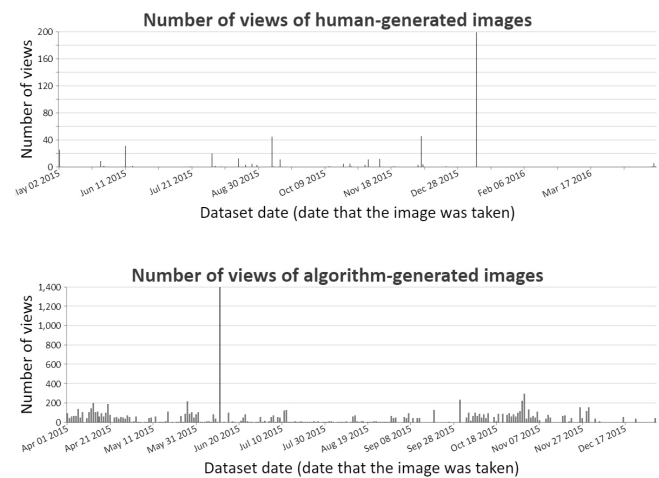 Number of views of human-generated images
Number of views
200
160
120
80
40
0
lay 02 2015 Jun 11 2015 Jul 21 2015 Aug 30 2015 Oct 09 2015 Nov 18 2015 Dec 28 2015 Feb 06 2016 Mar 17 2016
Dataset date (date that the image was taken)
Number of views of algorithm-generated images
Number of views
1,400
1,200
1,000
800
600
400
200
0
Apr 01 2015 Apr 21 2015 May 11 2015 May 31 2015 Jun 20 2015 Jul 10 2015 Jul 30 2015 Aug 19 2015 Sep 08 2015 Sep 28 2015 Oct 18 2015 Nov 07 2015 Nov 27 2015 Dec 17 2015
Dataset date (date that the image was taken)